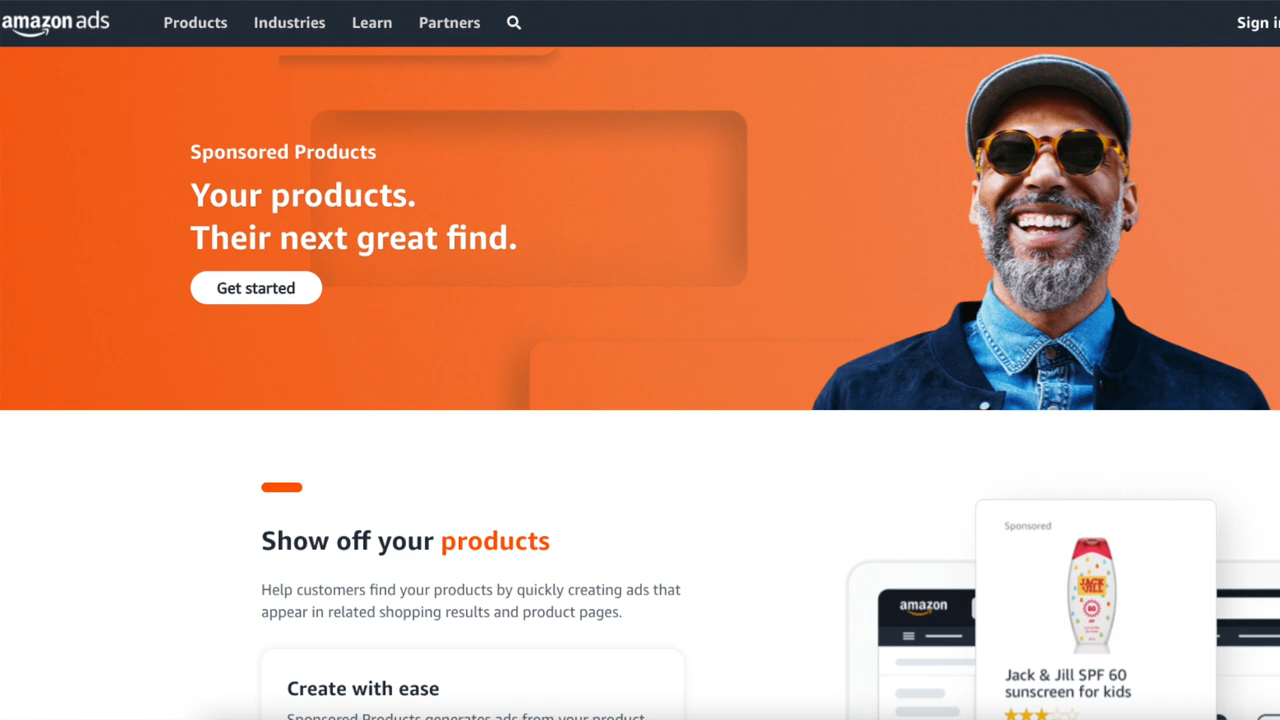 amazon ads
Products
Industries
Learn
Partners
Sign i
Sponsored Products
Your products.
Their next great find.
Get started
Show off your products
Help customers find your products by quickly creating ads that
appear in related shopping results and product pages.
Create with ease
Sponsored Products generates ads from your product
Sponsored
JACK
JILL
60
amazon
Jack & Jill SPF 60
sunscreen for kids